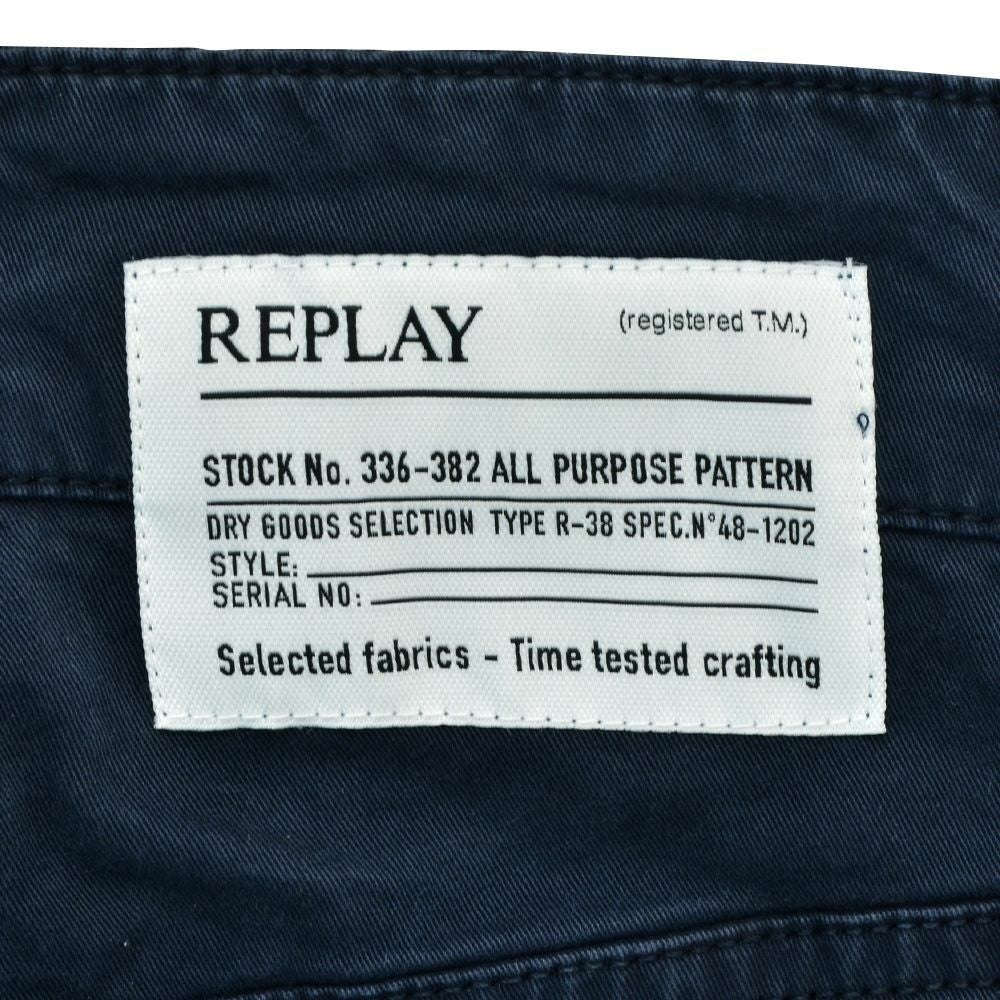 REPLAY (registered T.M.)
STOCK No. 336-382 ALL PURPOSE PATTERN
DRY GOODS SELECTION TYPE R-38 SPEC.N°48-1202
STYLE:
SERIAL NO:
Selected fabrics - Time tested crafting